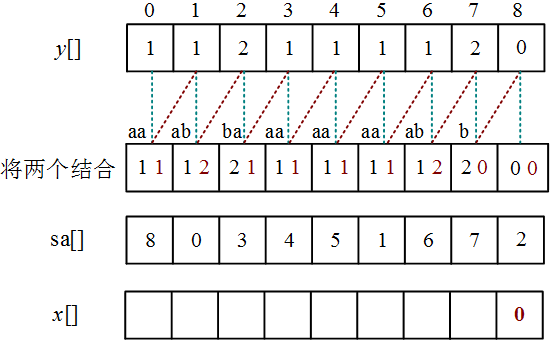 0 1 2 3 4 5 6 7 8
y[] 1 1 2 1 1 1 1 2 0
aa ab ba aa aa aa ab b
将两个结合 1 1 1 2 2 1 1 1 1 1 1 1 1 2 2 0 0 0
sa[] 8 0 3 4 5 1 6 7 2
x[] 0